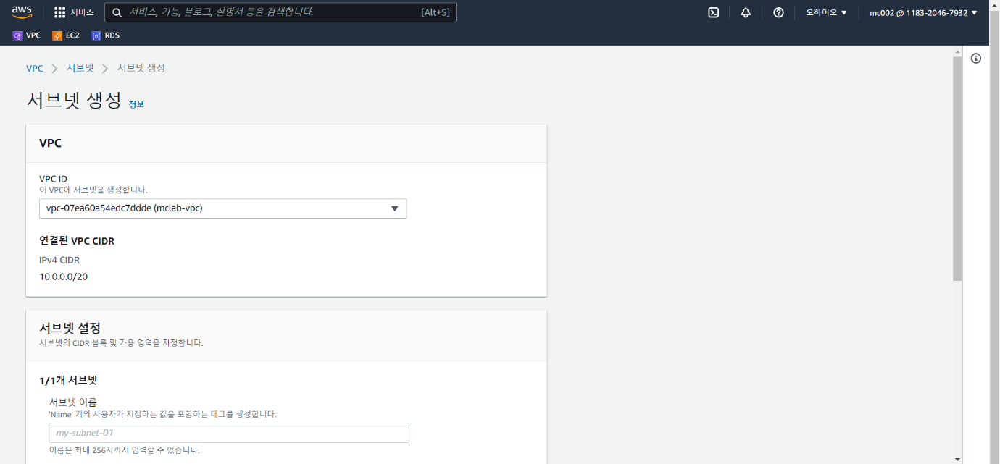 aws
서비스
서비스, 기능, 블로그, 설명서 등을 검색합니다.
[Alt+S]
오하이오
mc002 @ 1183-2046-7932
VPC
EC2
RDS
VPC
서브넷
서브넷 생성
서브넷 생성 정보
VPC
VPC ID
이 VPC에 서브넷을 생성합니다.
vpc-07ea60a54edc7ddde (mclab-vpc)
연결된 VPC CIDR
IPv4 CIDR
10.0.0.0/20
서브넷 설정
서브넷의 CIDR 블록 및 가용 영역을 지정합니다.
1/1개 서브넷
서브넷 이름
'Name' 키와 사용자가 지정하는 값을 포함하는 태그를 생성합니다.
my-subnet-01
이름은 최대 256자까지 입력할 수 있습니다.